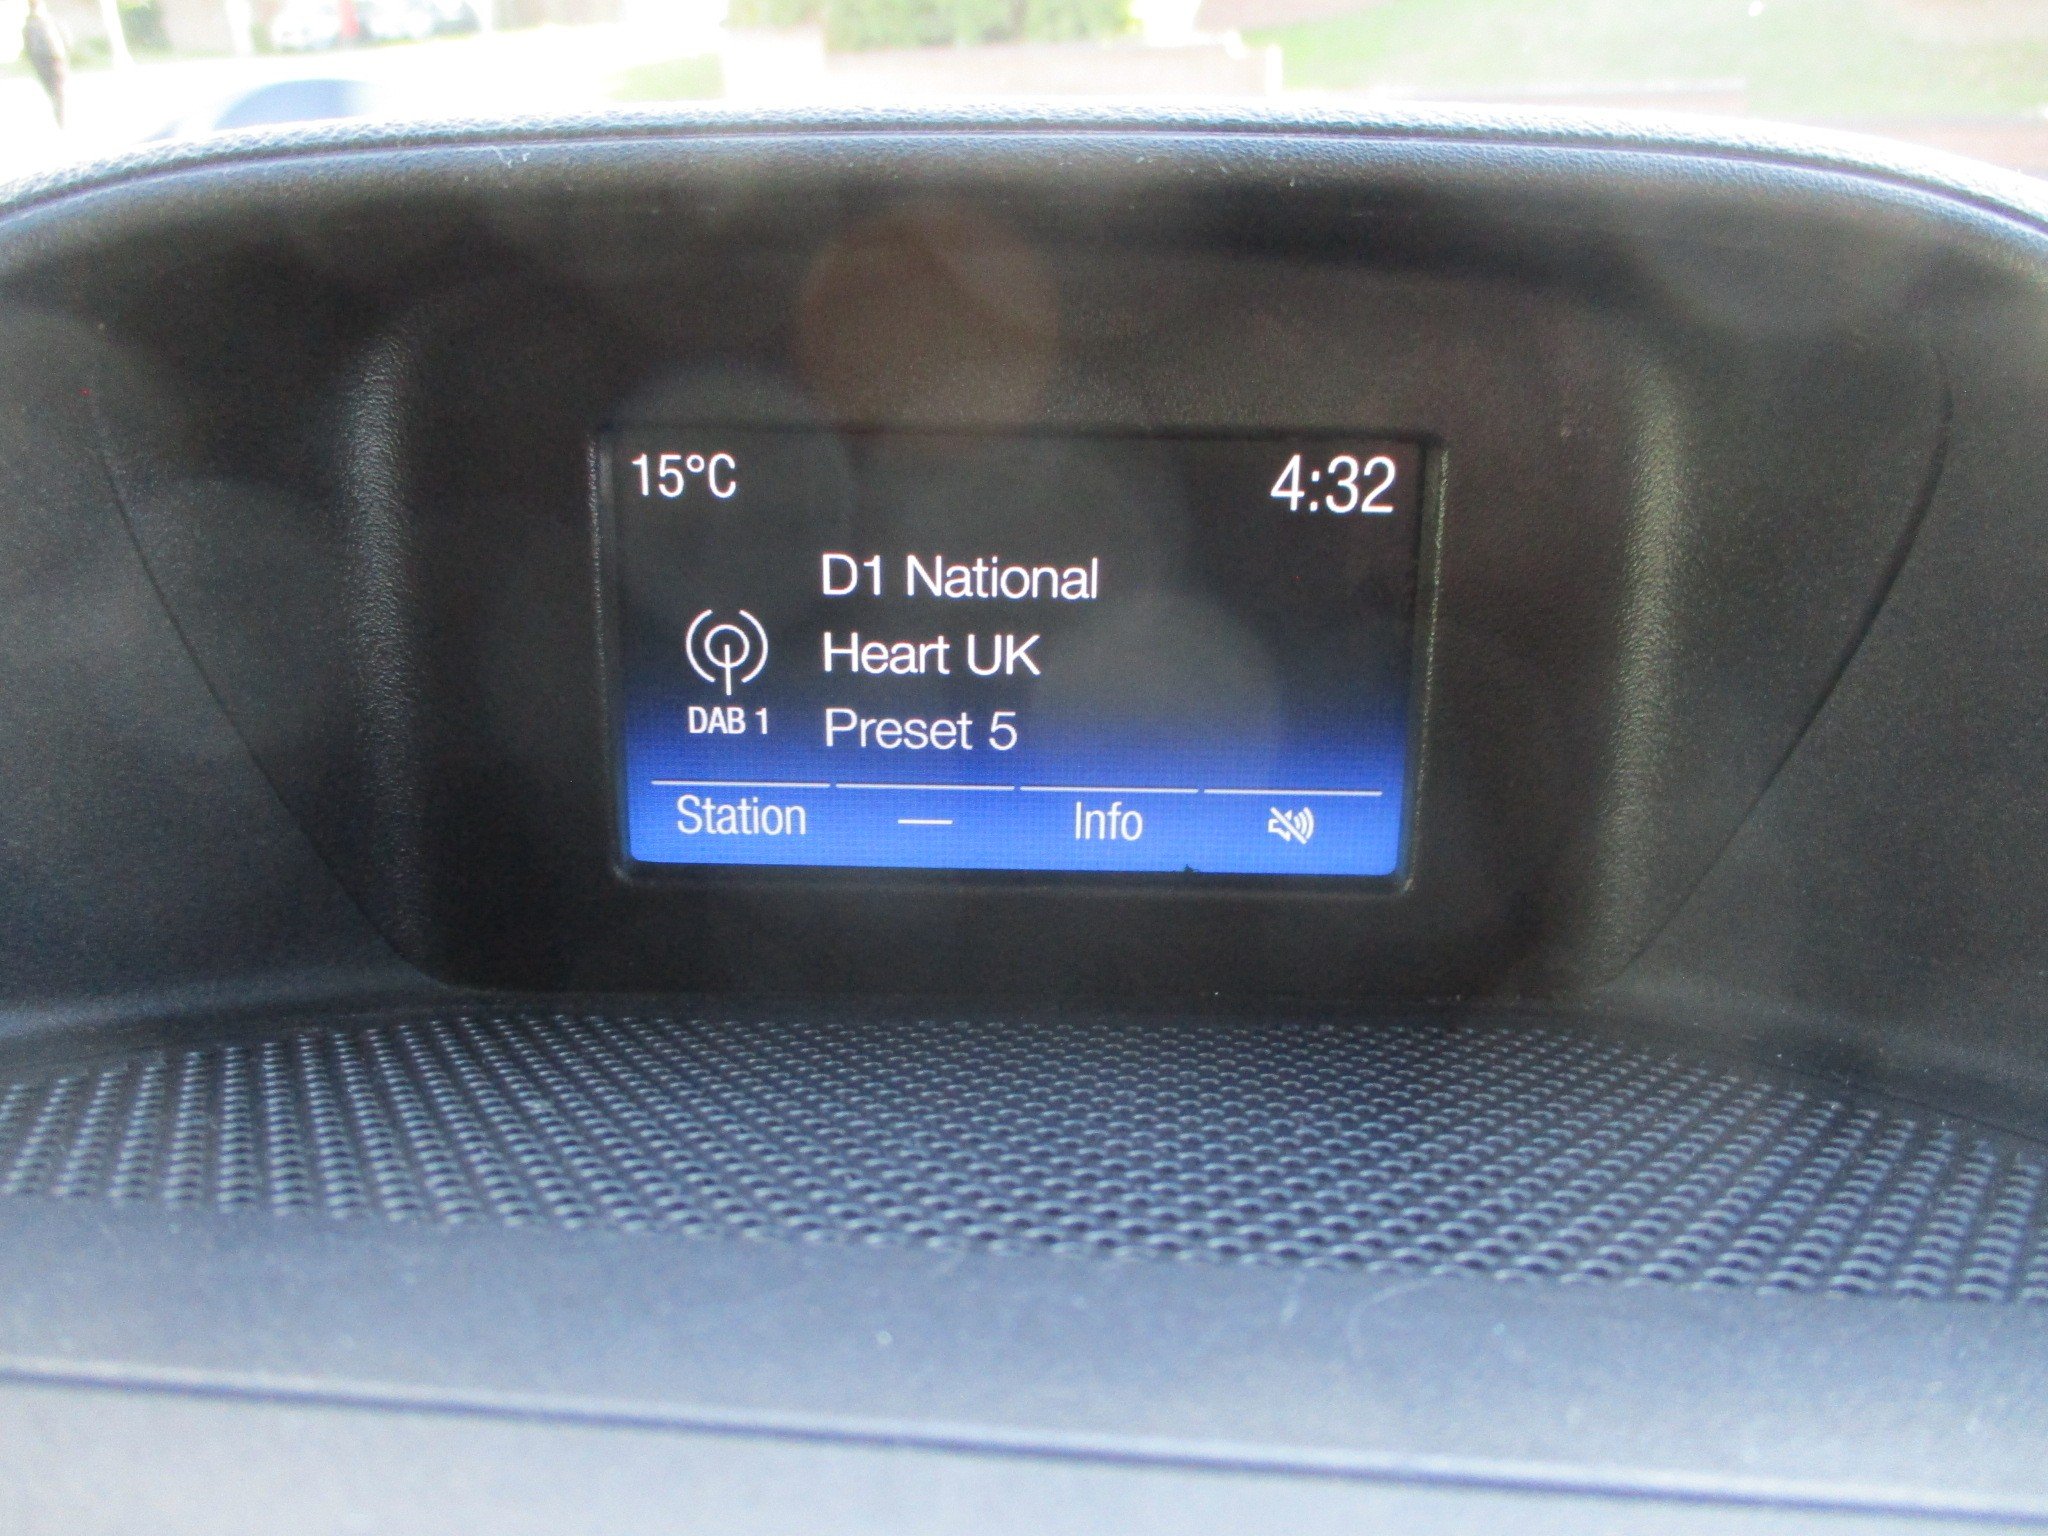 15°C 4:32
D1 National
Heart UK
DAB 1 Preset 5
Station — Info